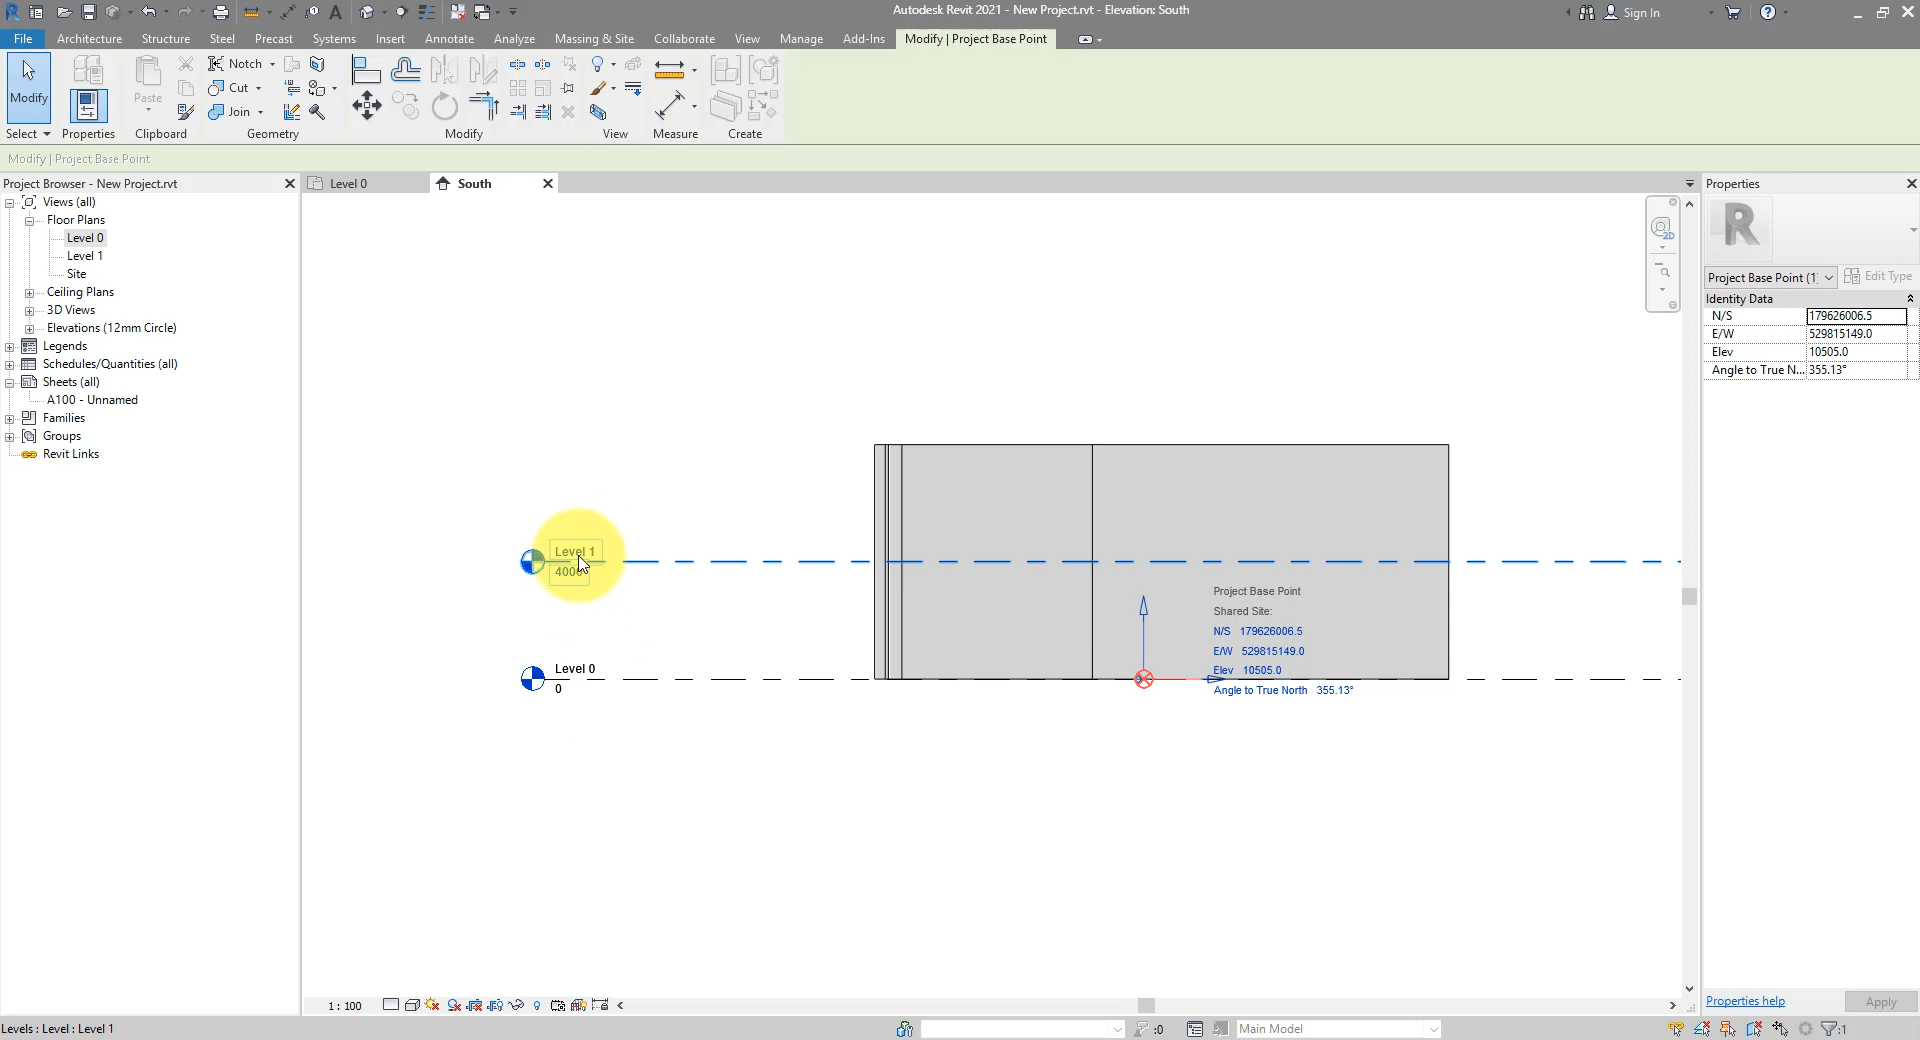 Autodesk Revit 2021 - New Project.rvt - Elevation: South
Sign In
File Architecture Structure Steel Precast Systems Insert Annotate Analyze Massing & Site Collaborate View Manage Add-Ins Modify | Project Base Point
Modify
Paste
Notch
Cut
Join
Select Properties Clipboard Geometry Modify View Measure Create
Modify | Project Base Point
Project Browser - New Project.rvt
Views (all)
Floor Plans
Level 0
Level 1
Site
Ceiling Plans
3D Views
Elevations (12mm Circle)
Legends
Schedules/Quantities (all)
Sheets (all)
A100 - Unnamed
Families
Groups
Revit Links
Level 0
South
2D
Level 1
4000
Level 0
0
Project Base Point
Shared Site:
N/S 179626006.5
E/W 529815149.0
Elev 10505.0
Angle to True North 355.13°
Properties
R
Project Base Point (1
Edit Type
Identity Data
N/S 179626006.5
E/W 529815149.0
Elev 10505.0
Angle to True N... 355.13°
Properties help
Apply
1 : 100
Levels : Level : Level 1
:0
Main Model
:1